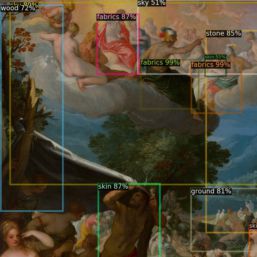 sky 51%
wood 72%
fabrics 87%
stone 85%
fabrics 99%
fabrics 99%
skin 87%
ground 81%